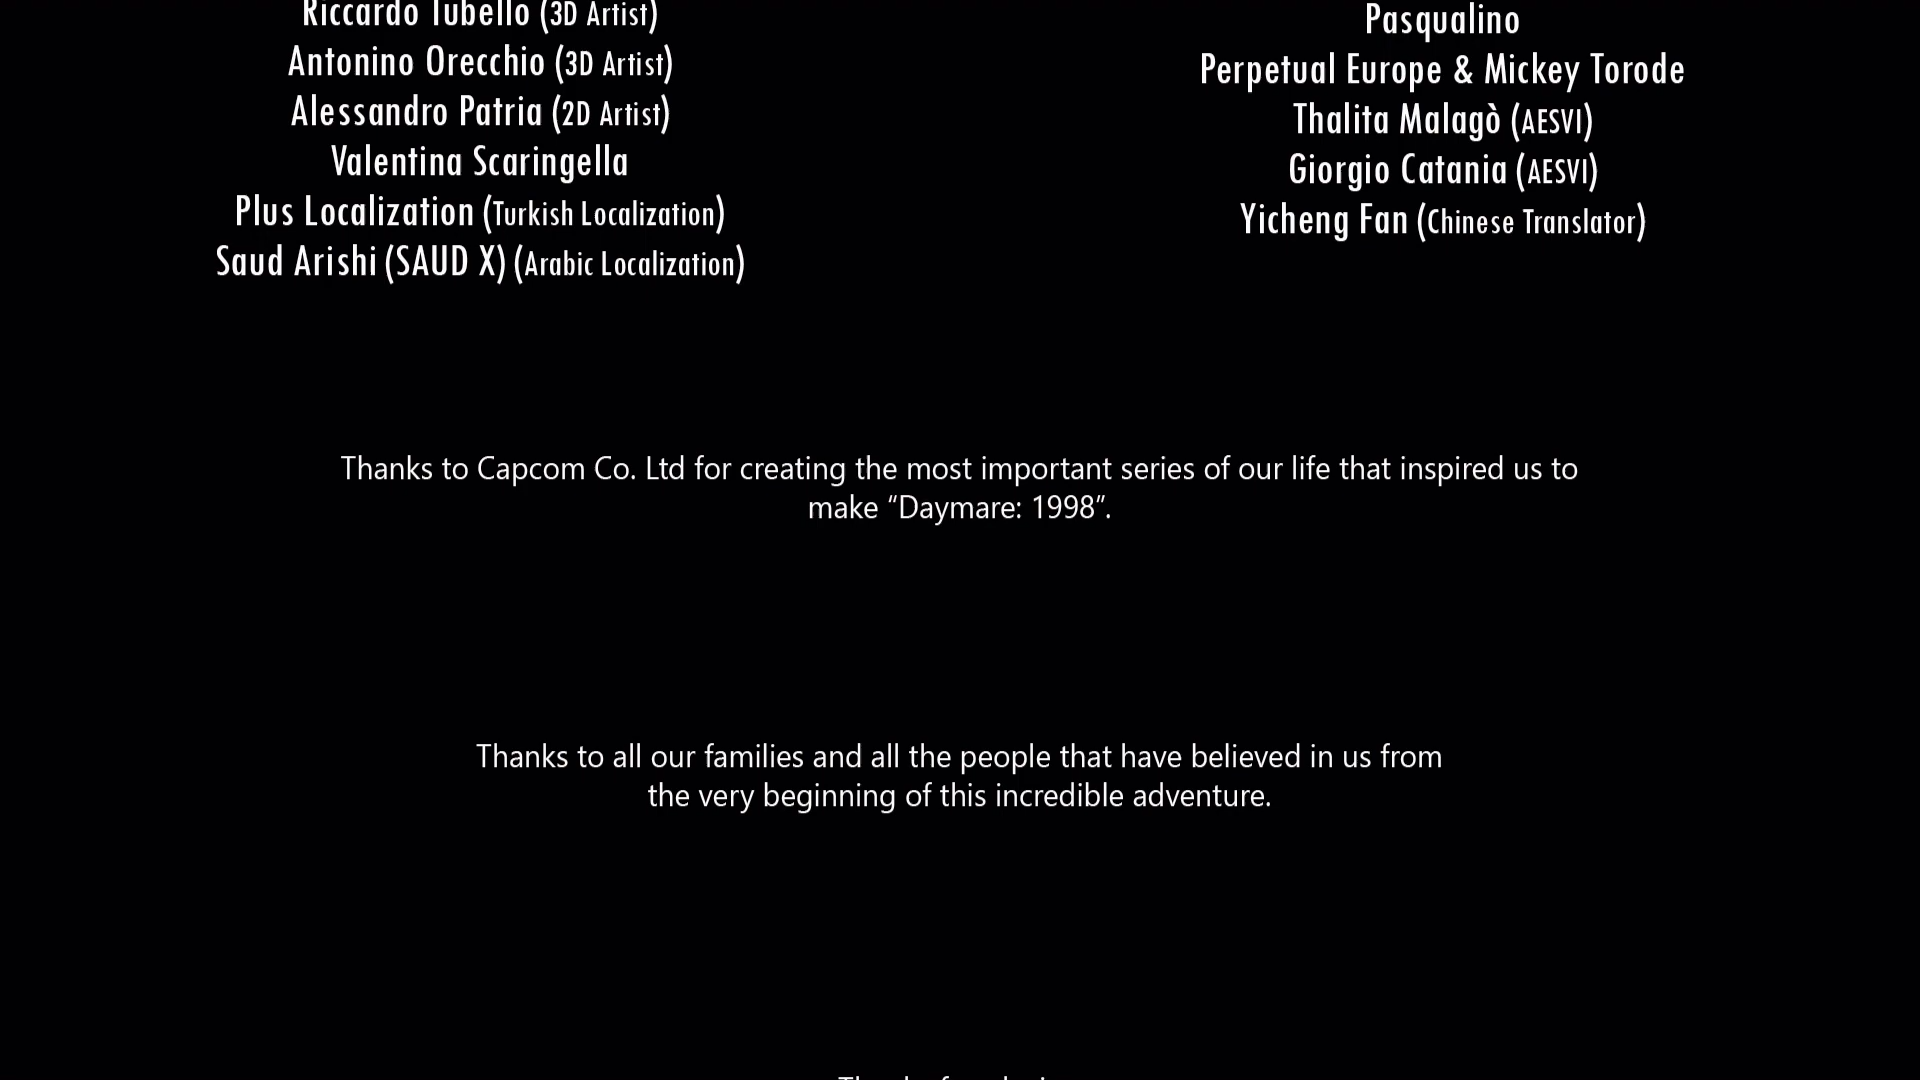 Riccardo Tubello (3D Artist)
Antonino Orecchio (3D Artist)
Alessandro Patria (2D Artist)
Valentina Scaringella
Plus Localization (Turkish Localization)
Saud Arishi (SAUD X) (Arabic Localization)
Pasqualino
Perpetual Europe & Mickey Torode
Thalita Malagò (AESVI)
Giorgio Catania (AESVI)
Yicheng Fan (Chinese Translator)
Thanks to Capcom Co. Ltd for creating the most important series of our life that inspired us to
make “Daymare: 1998”.
Thanks to all our families and all the people that have believed in us from
the very beginning of this incredible adventure.